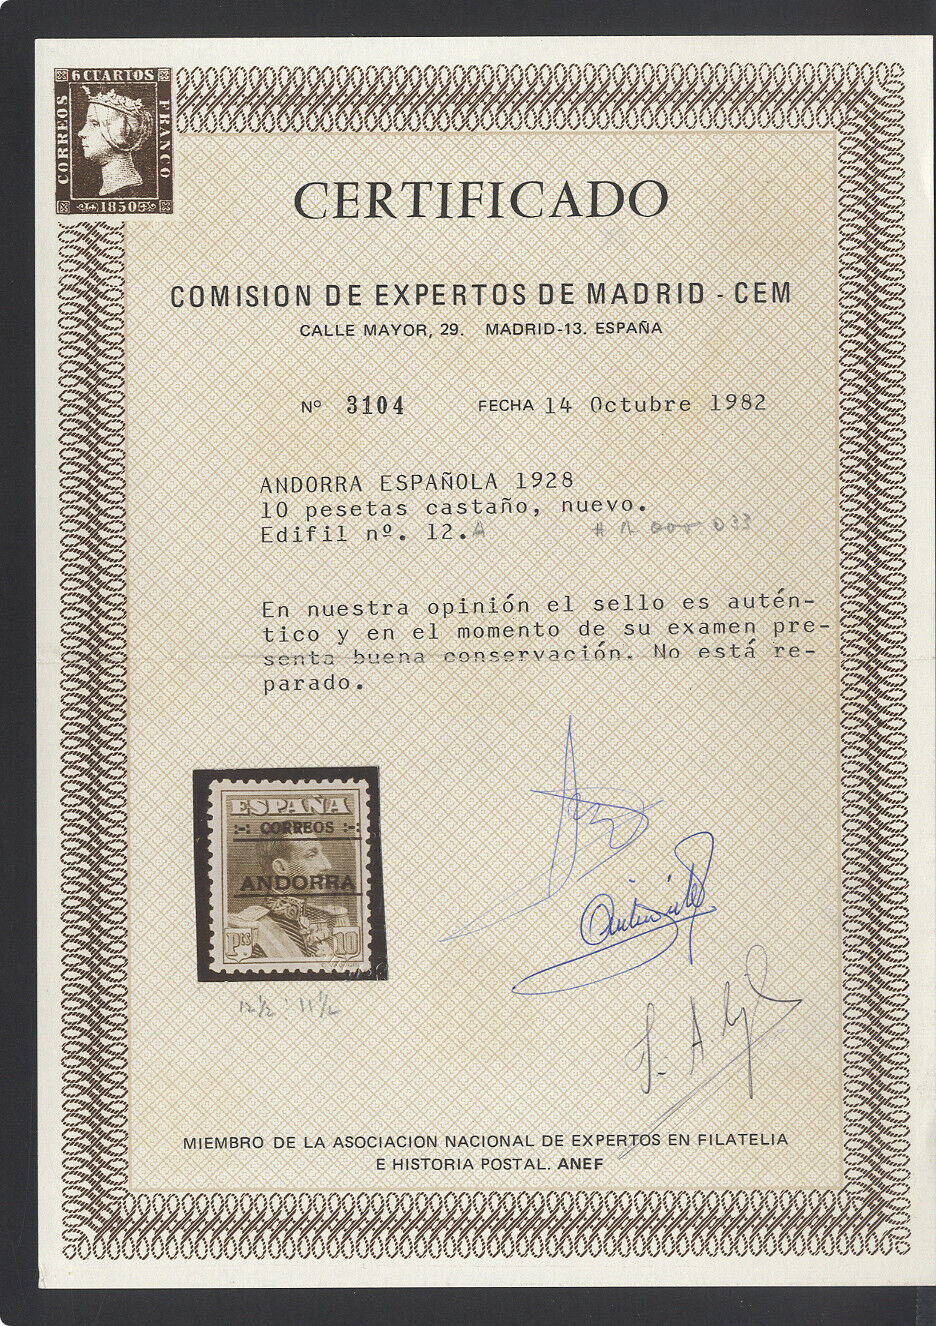 6 CUARTOS
CORREOS
FRANCO
1850
CERTIFICADO
COMISION DE EXPERTOS DE MADRID - CEM
CALLE MAYOR, 29. MADRID-13. ESPAÑA
Nº 3104 FECHA 14 Octubre 1982
ANDORRA ESPAÑOLA 1928
10 pesetas castaño, nuevo.
Edifil nº. 12.A
En nuestra opinión el sello es autén-
tico y en el momento de su examen pre-
senta buena conservación. No está re-
parado.
ESPAÑA
CORREOS
ANDORRA
Pts 10
12½ : 11½
MIEMBRO DE LA ASOCIACION NACIONAL DE EXPERTOS EN FILATELIA
E HISTORIA POSTAL. ANEF